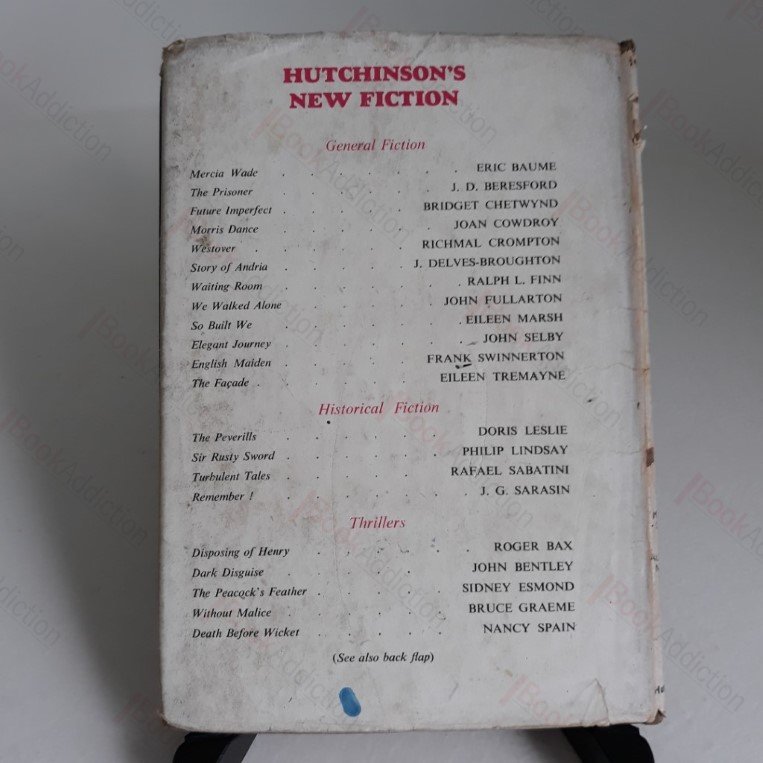 HUTCHINSON'S
NEW FICTION
General Fiction
Mercia Wade . . . . . . . ERIC BAUME
The Prisoner . . . . . . J. D. BERESFORD
Future Imperfect . . . . . BRIDGET CHETWYND
Morris Dance . . . . . . JOAN COWDROY
Westover . . . . . . RICHMAL CROMPTON
Story of Andria . . . . . J. DELVES-BROUGHTON
Waiting Room . . . . . . RALPH L. FINN
We Walked Alone . . . . . JOHN FULLARTON
So Built We . . . . . . . EILEEN MARSH
Elegant Journey . . . . . . JOHN SELBY
English Maiden . . . . . FRANK SWINNERTON
The Façade . . . . . . EILEEN TREMAYNE
Historical Fiction
The Peverills . . . . . . DORIS LESLIE
Sir Rusty Sword . . . . . PHILIP LINDSAY
Turbulent Tales . . . . . RAFAEL SABATINI
Remember ! . . . . . . J. G. SARASIN
Thrillers
Disposing of Henry . . . . . . ROGER BAX
Dark Disguise . . . . . . JOHN BENTLEY
The Peacock's Feather . . . . . SIDNEY ESMOND
Without Malice . . . . . BRUCE GRAEME
Death Before Wicket . . . . . NANCY SPAIN
(See also back flap)
BookAddiction